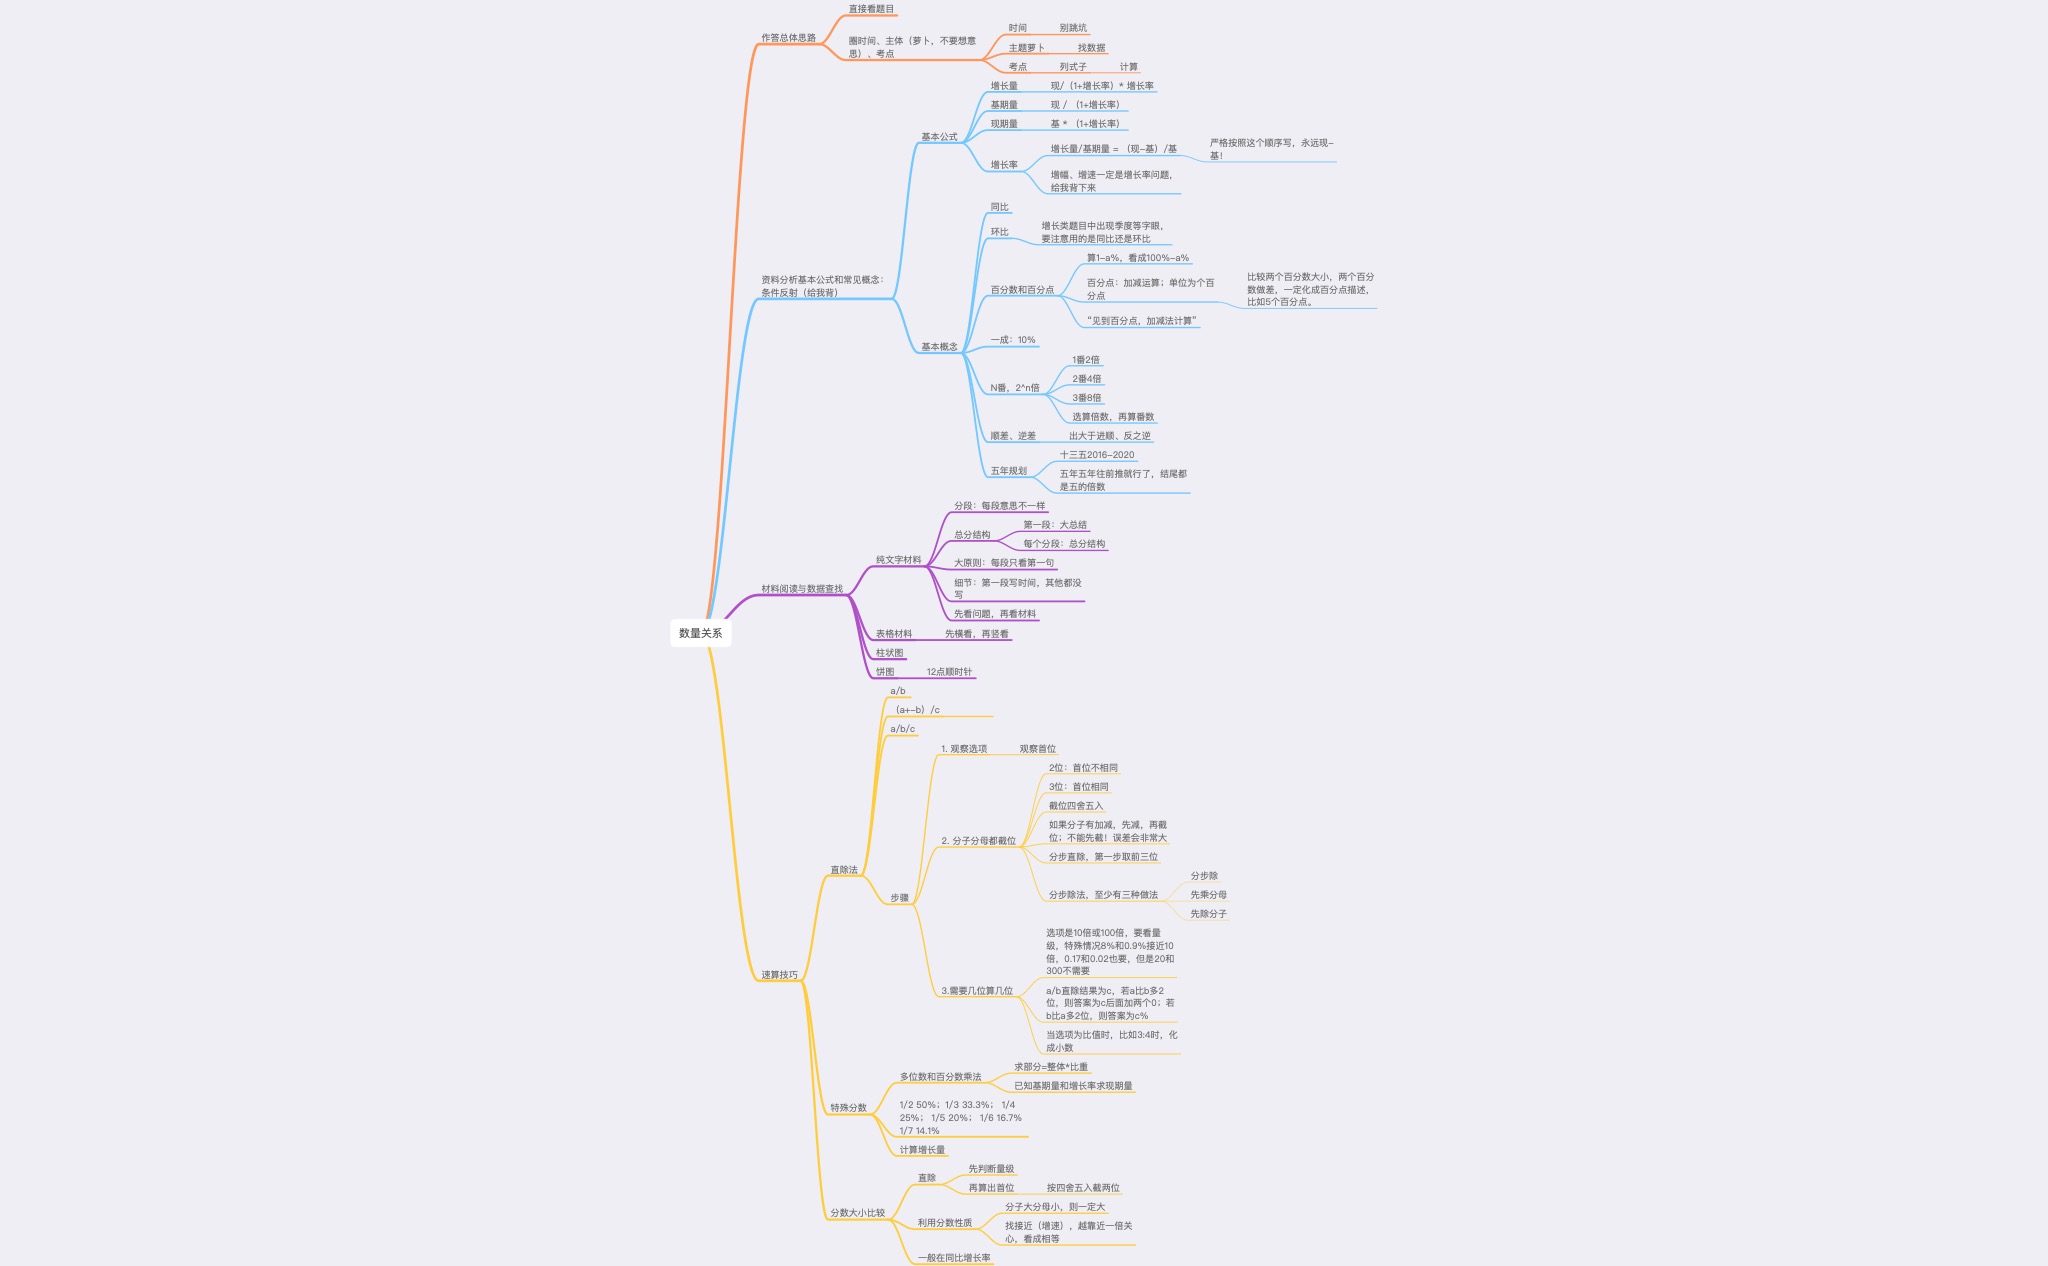 数量关系
作答总体思路
直接看题目
圈时间、主体（萝卜，不要想意
思）、考点
时间
别跳坑
主题萝卜
找数据
考点
列式子
计算
资料分析基本公式和常见概念：
条件反射（给我背）
基本公式
增长量
现/（1+增长率）* 增长率
基期量
现 / （1+增长率）
现期量
基 * （1+增长率）
增长率
增长量/基期量 = （现-基）/基
严格按照这个顺序写，永远现-
基！
增幅、增速一定是增长率问题，
给我背下来
基本概念
同比
环比
增长类题目中出现季度等字眼，
要注意用的是同比还是环比
百分数和百分点
算1-a%，看成100%-a%
百分点：加减运算；单位为个百
分点
比较两个百分数大小，两个百分
数做差，一定化成百分点描述，
比如5个百分点。
“见到百分点，加减法计算”
一成：10%
N番，2^n倍
1番2倍
2番4倍
3番8倍
选算倍数，再算番数
顺差、逆差
出大于进顺、反之逆
五年规划
十三五2016-2020
五年五年往前推就行了，结尾都
是五的倍数
材料阅读与数据查找
纯文字材料
分段：每段意思不一样
总分结构
第一段：大总结
每个分段：总分结构
大原则：每段只看第一句
细节：第一段写时间，其他都没
写
先看问题，再看材料
表格材料
先横看，再竖看
柱状图
饼图
12点顺时针
速算技巧
直除法
a/b
（a+-b）/c
a/b/c
步骤
1. 观察选项
观察首位
2. 分子分母都截位
2位：首位不相同
3位：首位相同
截位四舍五入
如果分子有加减，先减，再截
位；不能先截！误差会非常大
分步直除，第一步取前三位
分步除法，至少有三种做法
分步除
先乘分母
先除分子
3.需要几位算几位
选项是10倍或100倍，要看量
级，特殊情况8%和0.9%接近10
倍，0.17和0.02也要，但是20和
300不需要
a/b直除结果为c，若a比b多2
位，则答案为c后面加两个0；若
b比a多2位，则答案为c%
当选项为比值时，比如3:4时，化
成小数
特殊分数
多位数和百分数乘法
求部分=整体*比重
已知基期量和增长率求现期量
1/2 50%；1/3 33.3%； 1/4
25%； 1/5 20%； 1/6 16.7%
1/7 14.1%
计算增长量
分数大小比较
直除
先判断量级
再算出首位
按四舍五入截两位
利用分数性质
分子大分母小，则一定大
找接近（增速），越靠近一倍关
心，看成相等
一般在同比增长率